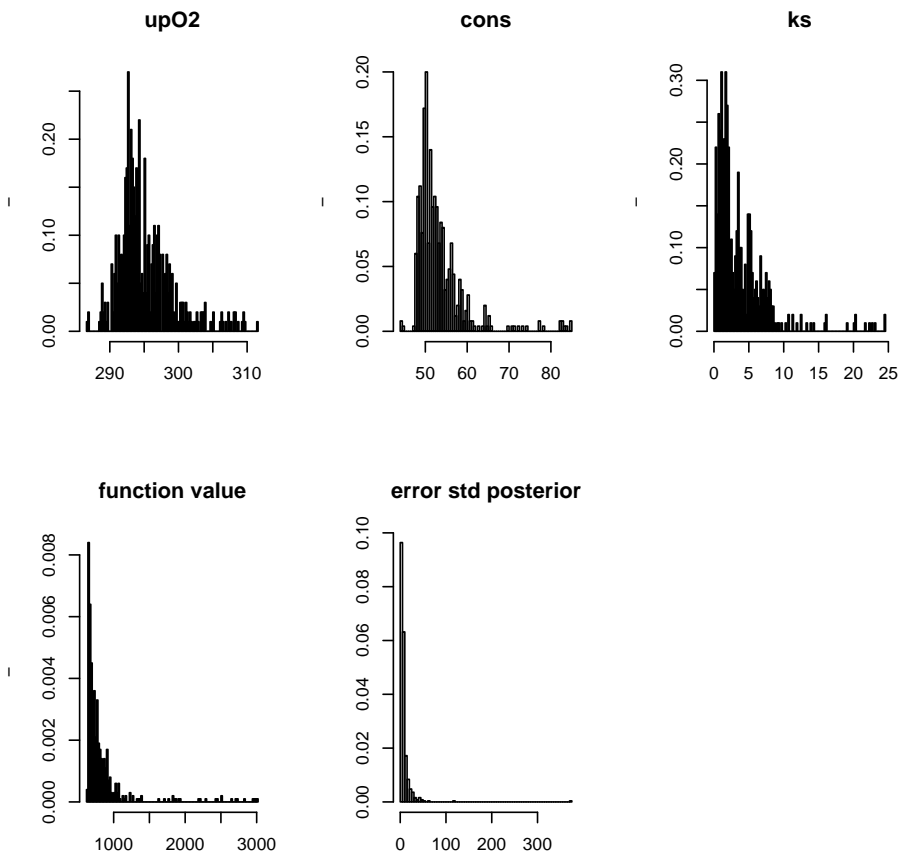 upO2 cons ks
0.00 0.10 0.20
0.00 0.05 0.10 0.15 0.20
0.00 0.10 0.20 0.30
290 300 310
50 60 70 80
0 5 10 15 20 25
function value error std posterior
0.000 0.002 0.004 0.006 0.008
0.00 0.02 0.04 0.06 0.08 0.10
1000 2000 3000
0 100 200 300